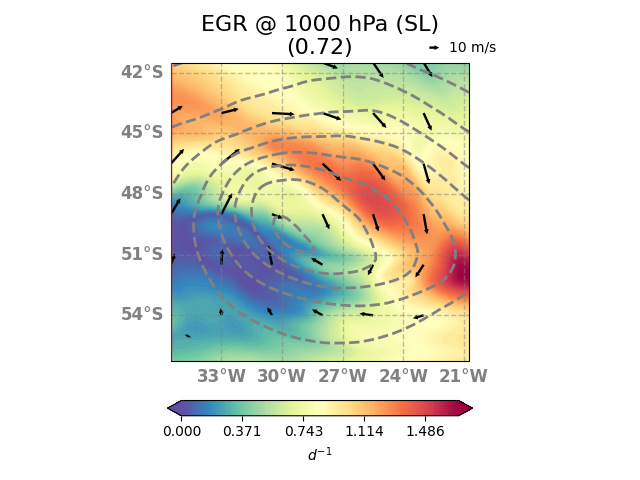 EGR @ 1000 hPa (SL)
(0.72)
10 m/s
42°S
45°S
48°S
51°S
54°S
33°W 30°W 27°W 24°W 21°W
0.000 0.371 0.743 1.114 1.486
d⁻¹